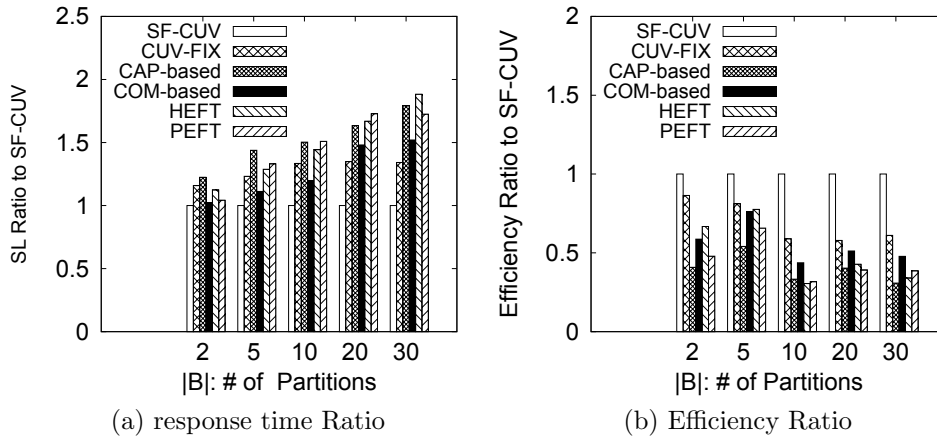 SL Ratio to SF-CUV
2.5
2
1.5
1
0.5
0
SF-CUV
CUV-FIX
CAP-based
COM-based
HEFT
PEFT
2 5 10 20 30
|B|: # of Partitions
(a) response time Ratio
Efficiency Ratio to SF-CUV
2
1.5
1
0.5
0
SF-CUV
CUV-FIX
CAP-based
COM-based
HEFT
PEFT
2 5 10 20 30
|B|: # of Partitions
(b) Efficiency Ratio